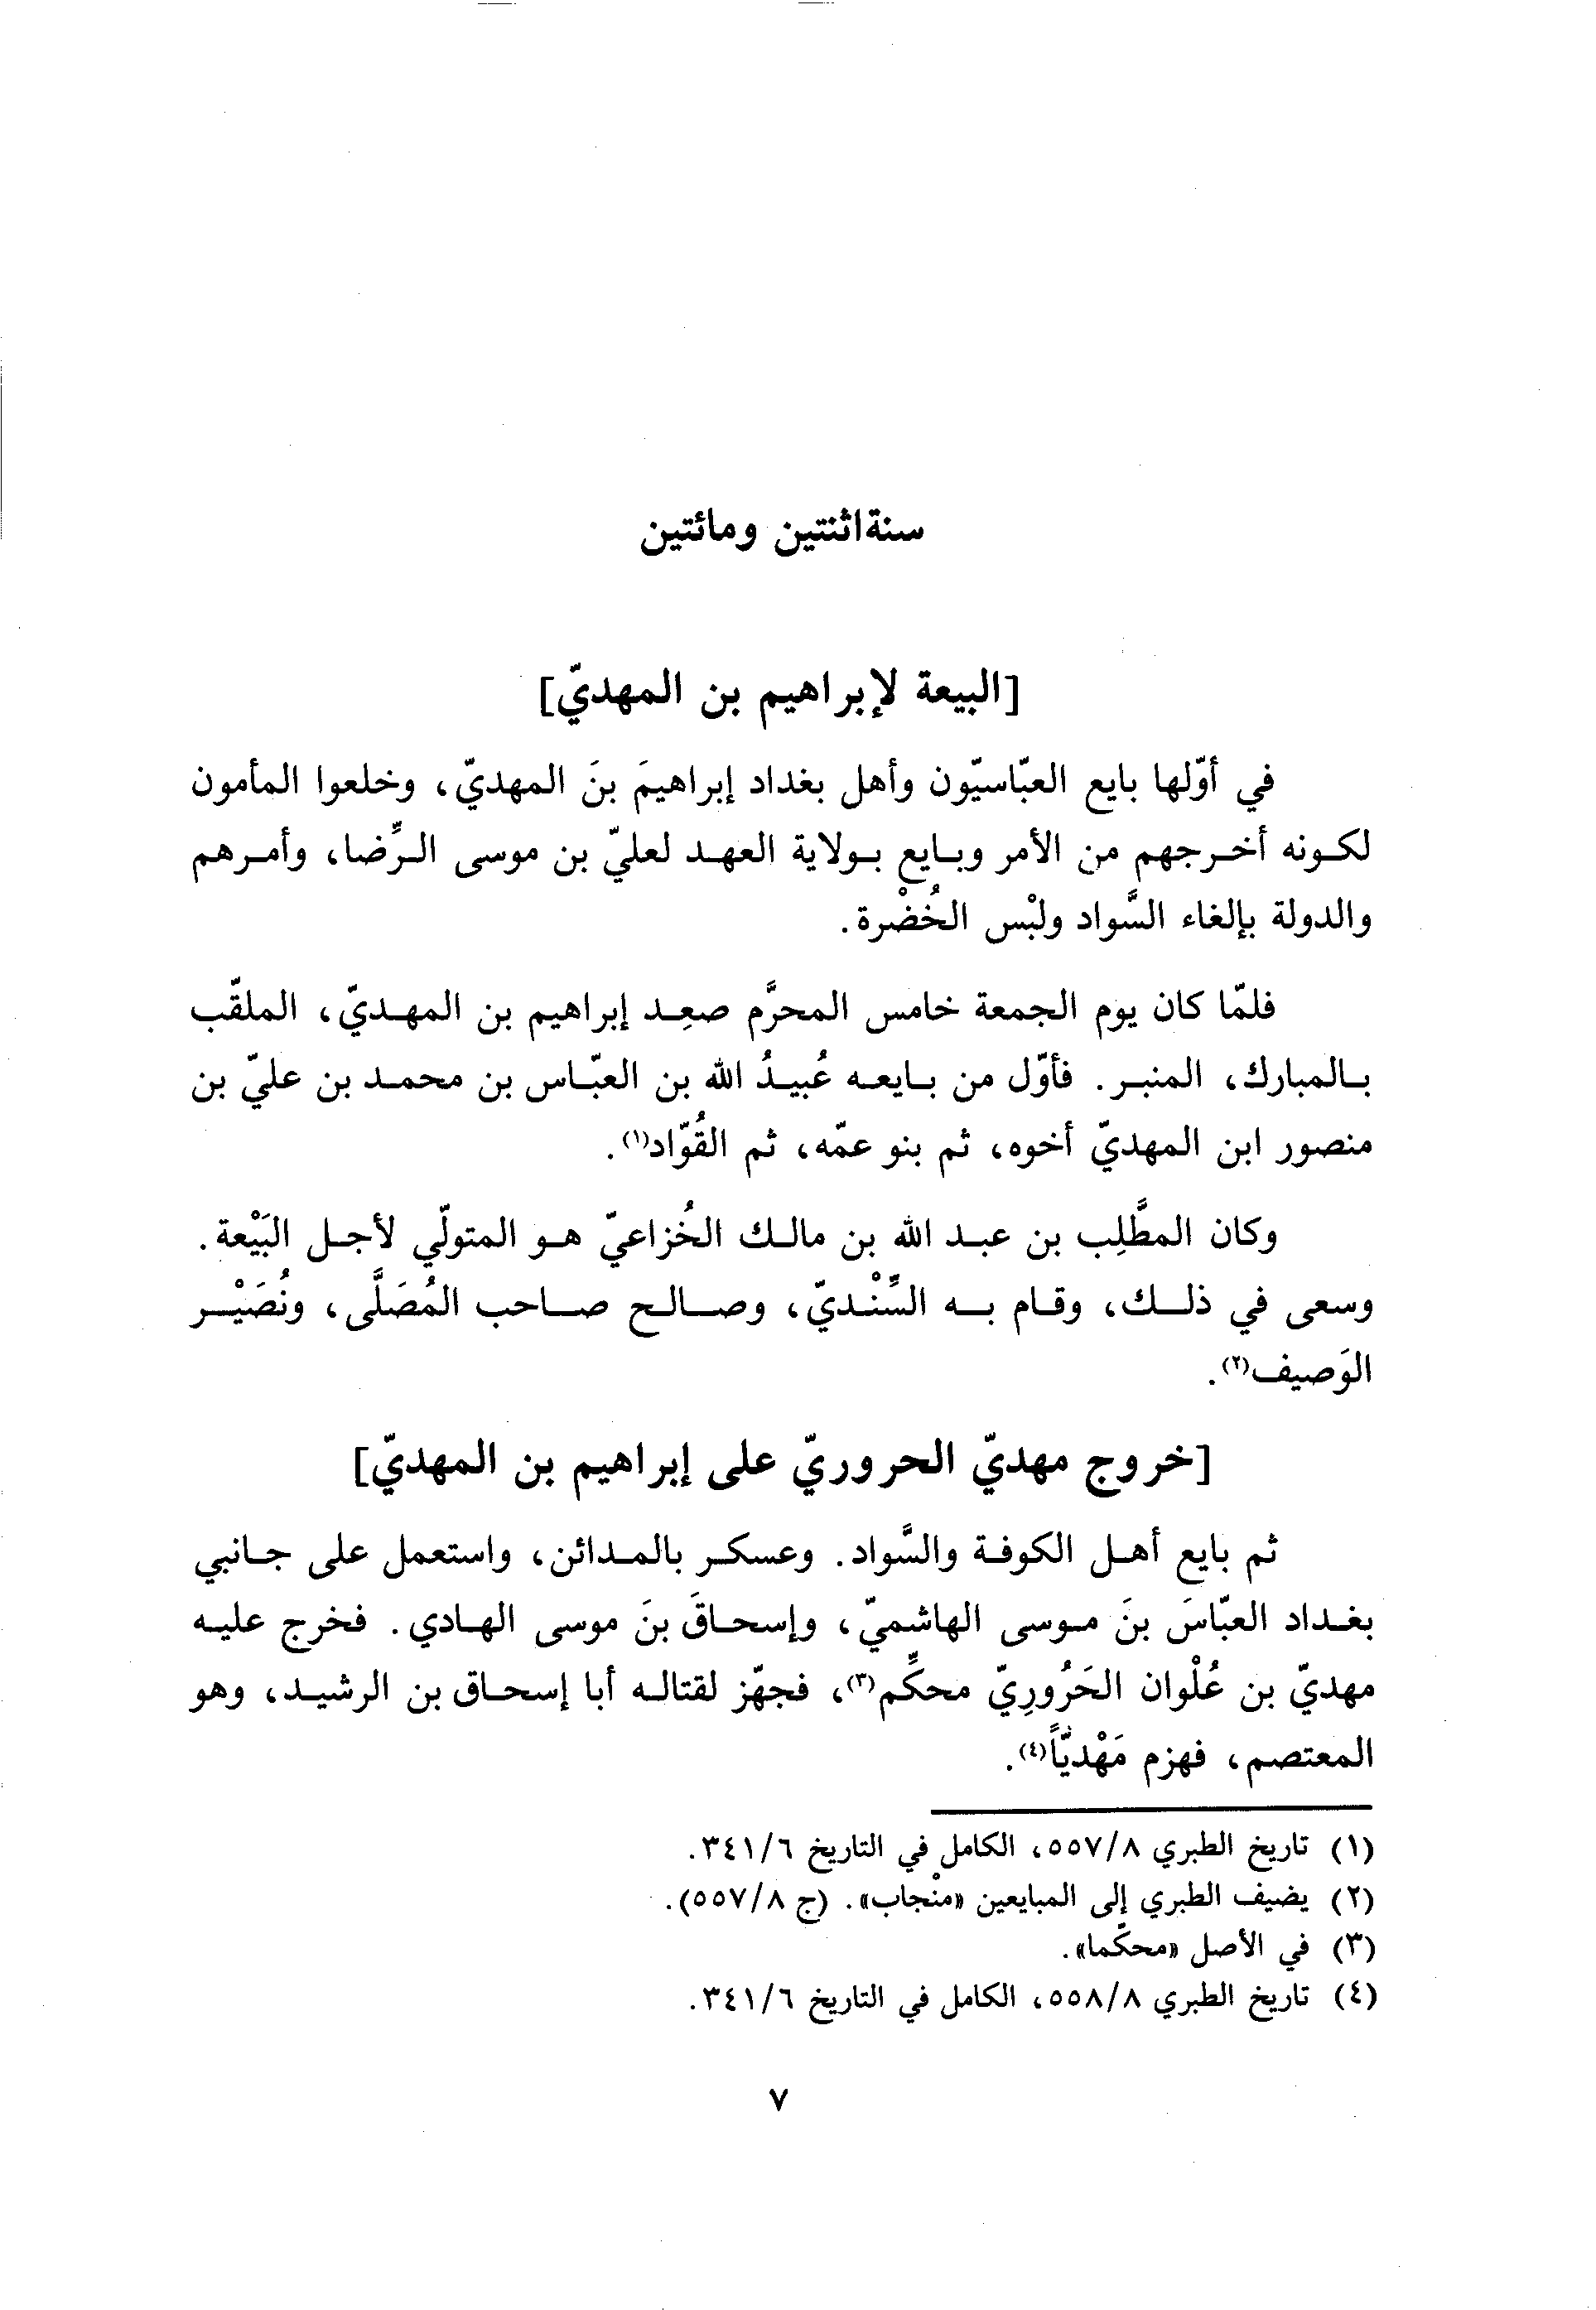 سنة اثنتين ومائتين
[البيعة لإبراهيم بن المهديّ]
في أوّلها بايع العبّاسيّون وأهل بغداد إبراهيمَ بنَ المهديّ، وخلعوا المأمون
لكونه أخرجهم من الأمر وبايع بولاية العهد لعليّ بن موسى الرِّضا، وأمرهم
والدولة بإلغاء السَّواد ولبْس الخُضْرة.
فلمّا كان يوم الجمعة خامس المحرَّم صعِد إبراهيم بن المهديّ، الملقّب
بالمبارك، المنبر. فأوّل من بايعه عُبيدُ الله بن العبّاس بن محمد بن عليّ بن
منصور ابن المهديّ أخوه، ثم بنو عمّه، ثم القُوّاد(١).
وكان المطَّلِب بن عبد الله بن مالك الخُزاعيّ هو المتولّي لأجل البَيْعة.
وسعى في ذلك، وقام به السِّنْديّ، وصالح صاحب المُصَلَّى، ونُصَيْر
الوَصيف(٢).
[خروج مهديّ الحروريّ على إبراهيم بن المهديّ]
ثم بايع أهل الكوفة والسَّواد. وعسكر بالمدائن، واستعمل على جانبي
بغداد العبّاسَ بنَ موسى الهاشميّ، وإسحاقَ بنَ موسى الهادي. فخرج عليه
مهديّ بن عُلْوان الحَرُورِيّ محكِّم(٣)، فجهّز لقتاله أبا إسحاق بن الرشيد، وهو
المعتصم، فهزم مَهْديّاً(٤).
(١) تاريخ الطبري ٥٥٧/٨، الكامل في التاريخ ٣٤١/٦.
(٢) يضيف الطبري إلى المبايعين «منْجاب». (ج ٥٥٧/٨).
(٣) في الأصل «محكّما».
(٤) تاريخ الطبري ٥٥٨/٨، الكامل في التاريخ ٣٤١/٦.
٧